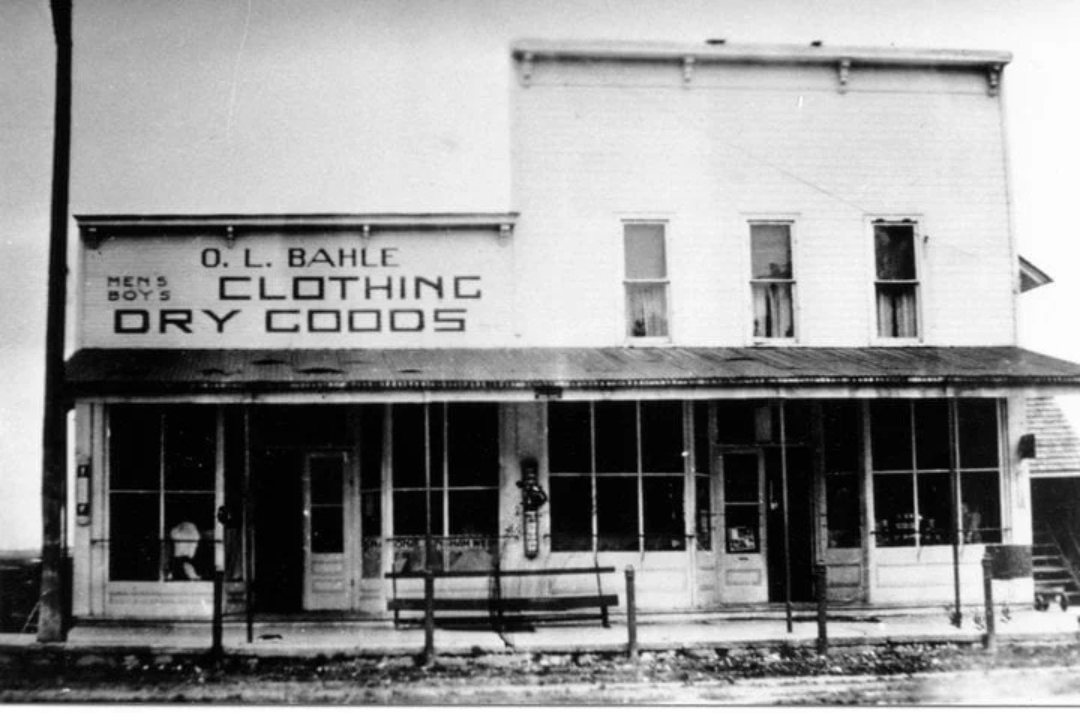 O. L. BAHLE
MEN'S
BOY'S
CLOTHING
DRY GOODS